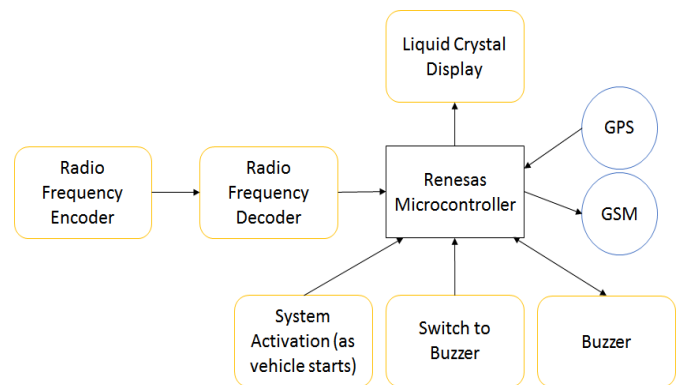 Liquid Crystal
Display
GPS
Radio
Frequency
Encoder
Radio
Frequency
Decoder
Renesas
Microcontroller
GSM
System
Activation (as
vehicle starts)
Switch to
Buzzer
Buzzer